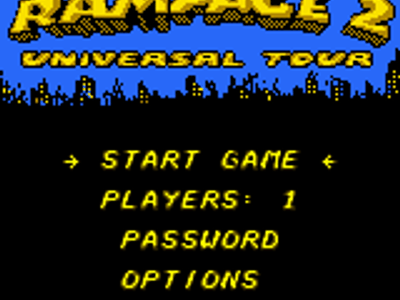 RAMPAGE 2
UNIVERSAL TOUR
→ START GAME ←
PLAYERS: 1
PASSWORD
OPTIONS